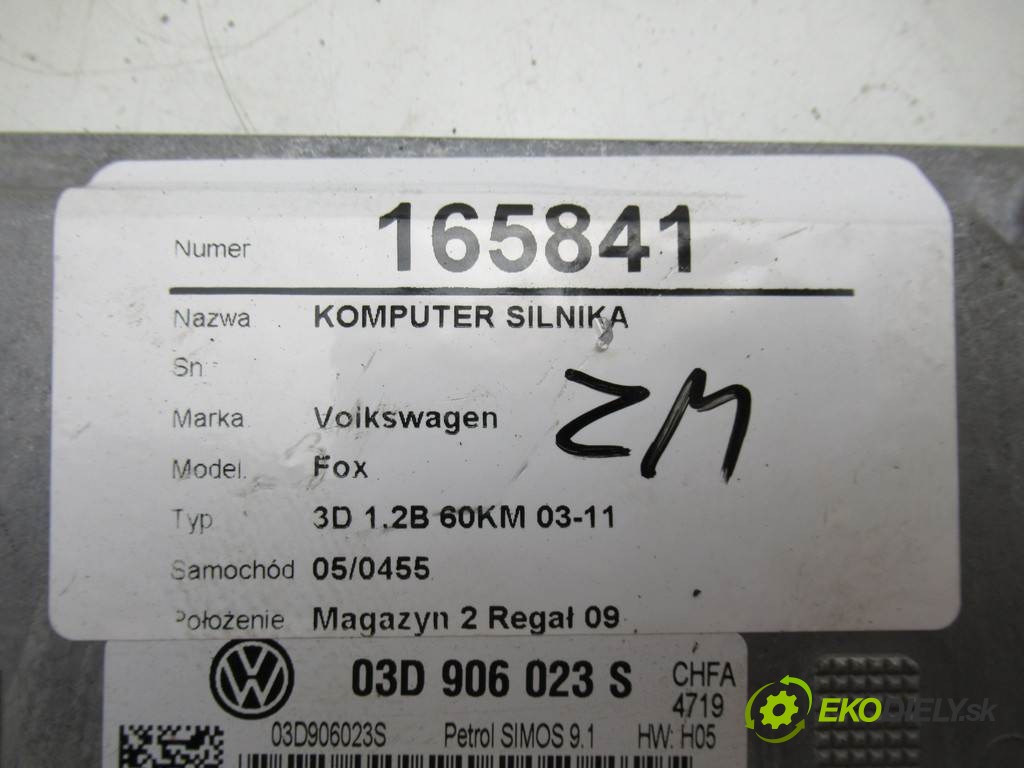 Numer 165841
Nazwa KOMPUTER SILNIKA
Sn
Marka Volkswagen
Model. Fox
Typ 3D 1.2B 60KM 03-11
Samochód 05/0455
Położenie Magazyn 2 Regał 09
ZM
03D 906 023 S CHFA
4719
03D906023S Petrol SIMOS 9.1 HW: H05
EKODIELY.sk